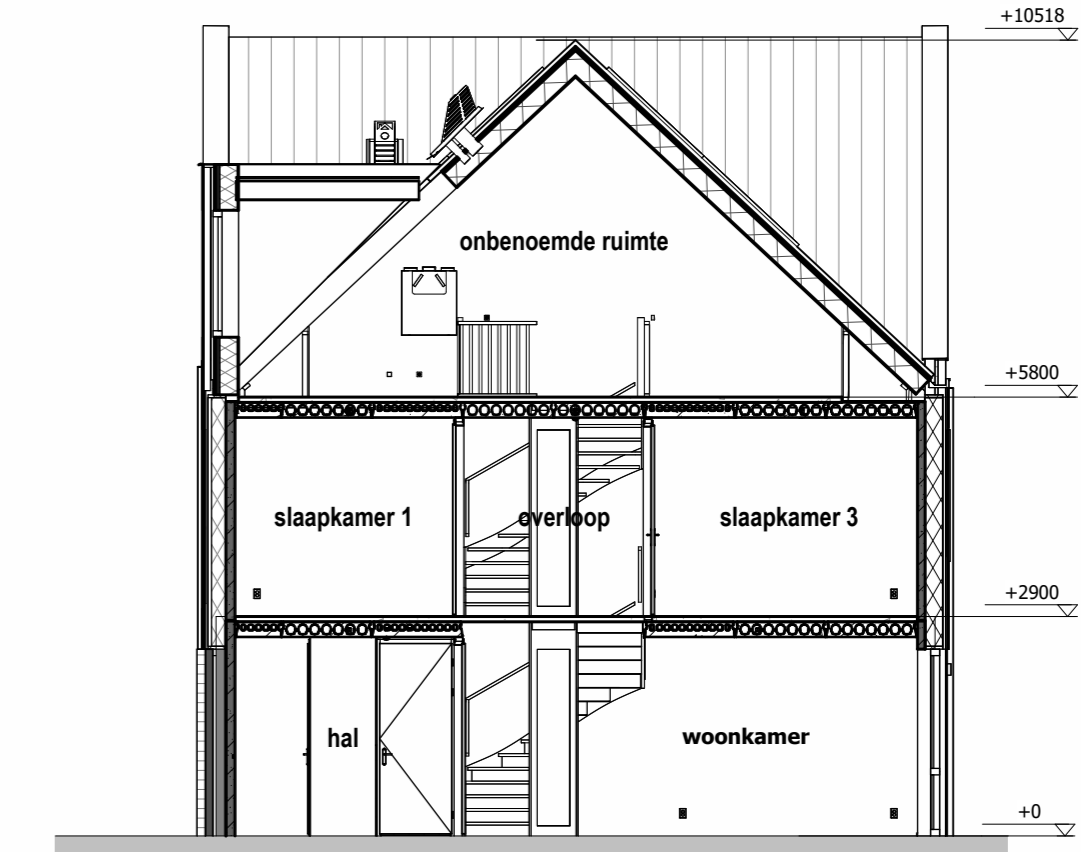 +10518
onbenoemde ruimte
+5800
slaapkamer 1
overloop
slaapkamer 3
+2900
hal
woonkamer
+0